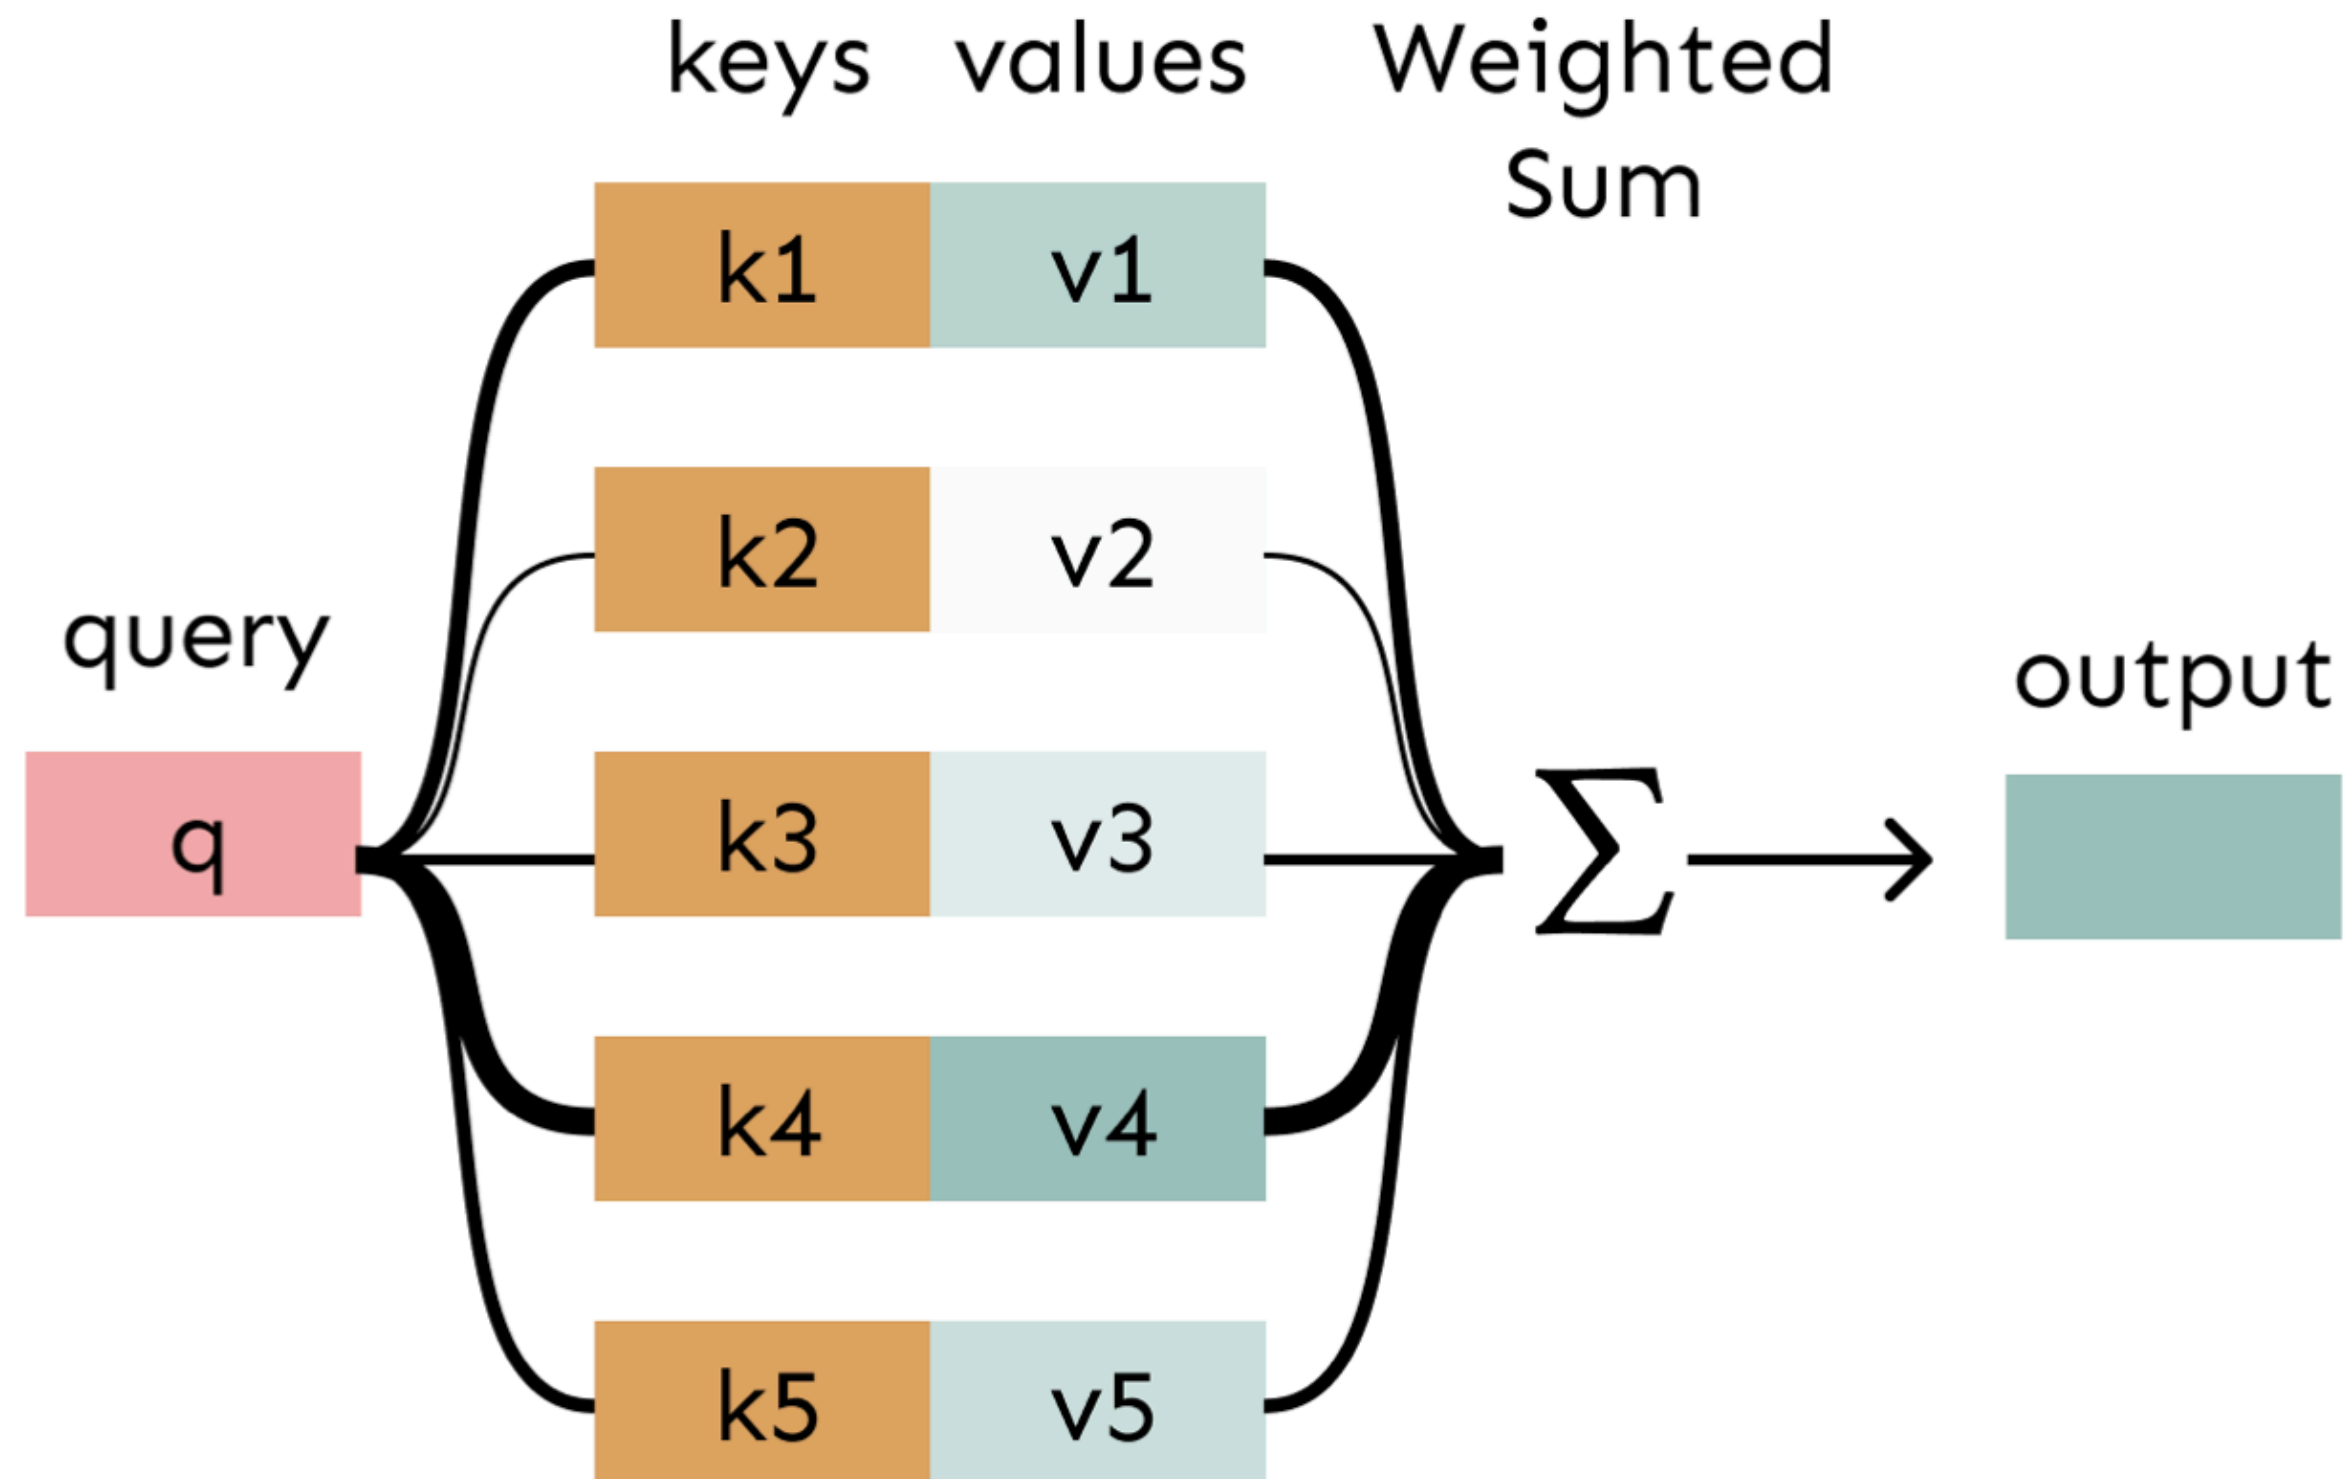 keys values Weighted
Sum
k1 v1
k2 v2
query
output
q
k3 v3
∑
k4 v4
k5 v5